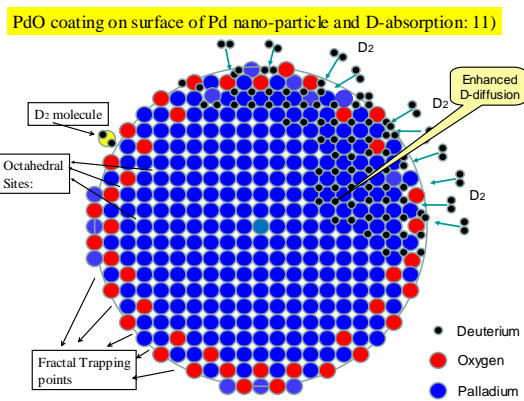 PdO coating on surface of Pd nano-particle and D-absorption: 11)
D2
Enhanced
D-diffusion
D2
D2 molecule
Octahedral
Sites:
D2
Fractal Trapping
points
Deuterium
Oxygen
Palladium